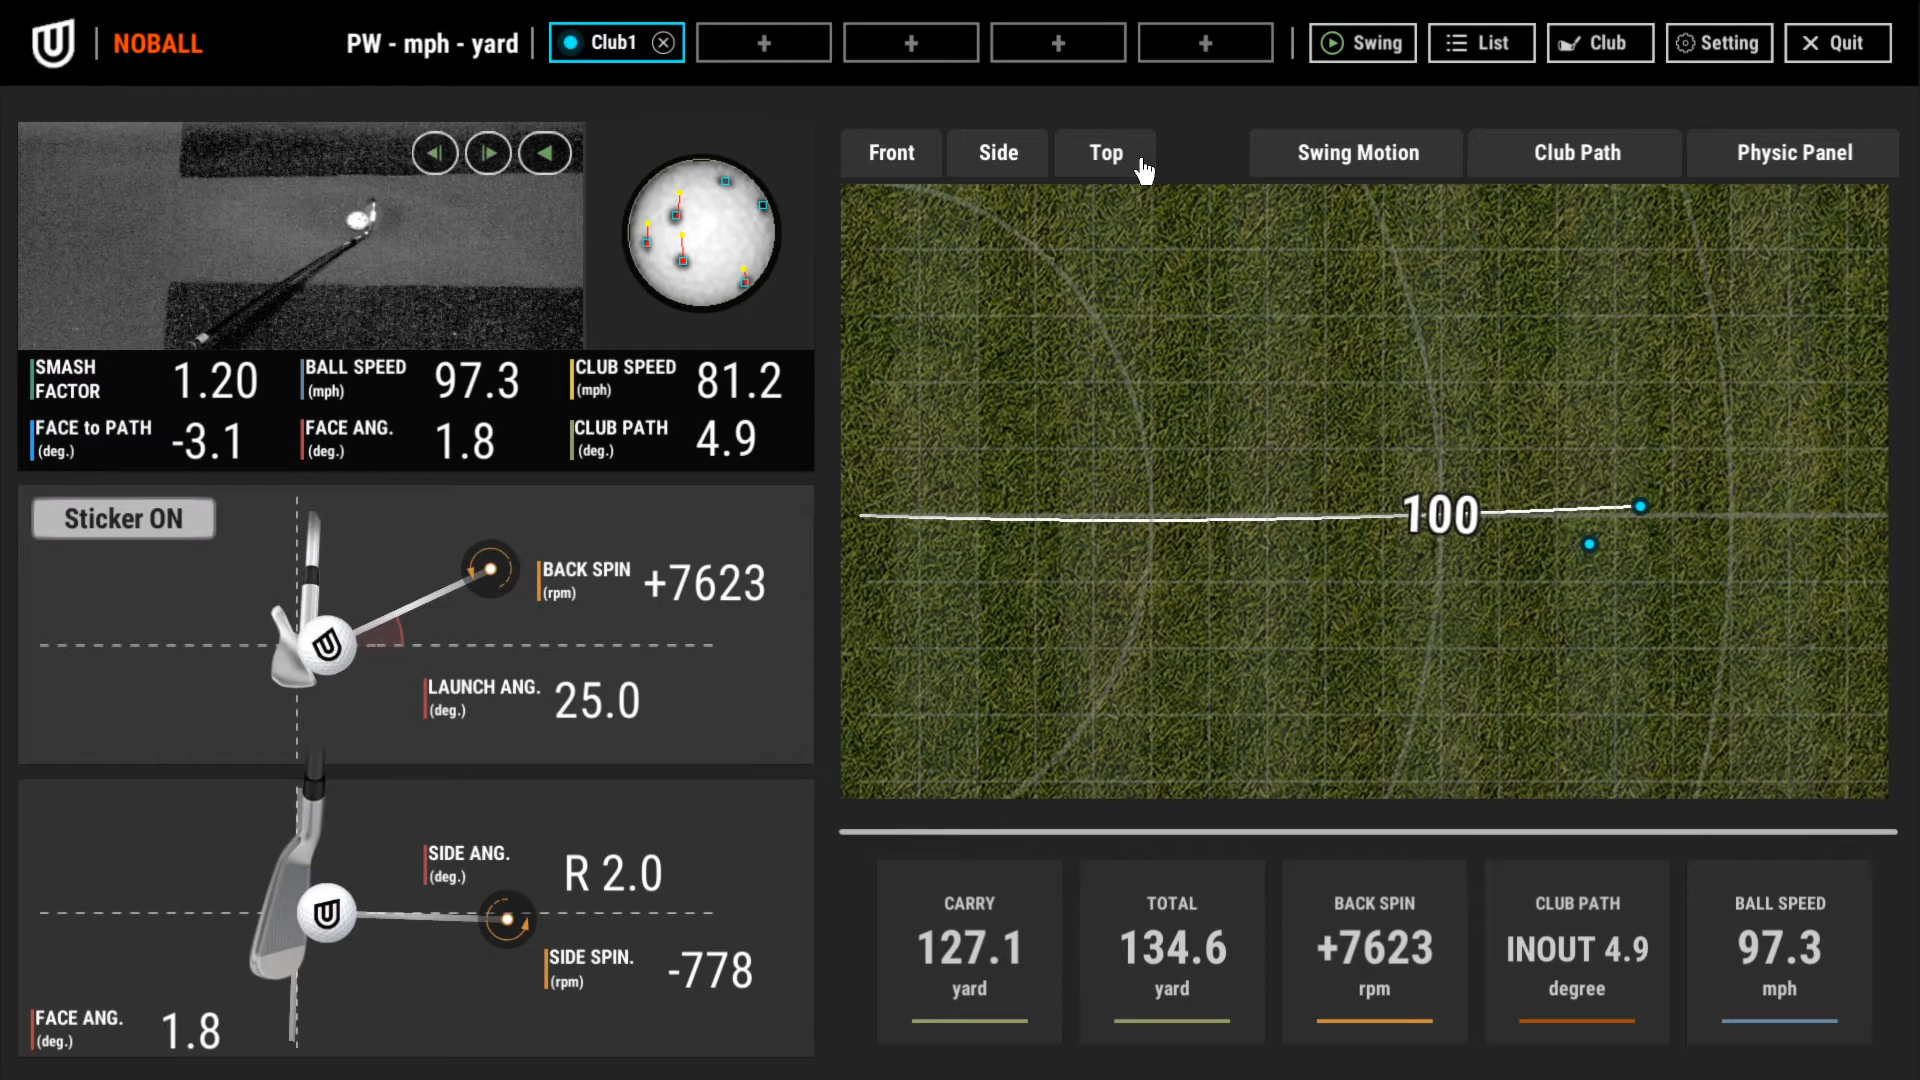 NOBALL
PW - mph - yard
Club1
+
+
+
+
Swing
List
Club
Setting
Quit
Front
Side
Top
Swing Motion
Club Path
Physic Panel
SMASH FACTOR
1.20
BALL SPEED
(mph)
97.3
CLUB SPEED
(mph)
81.2
FACE to PATH
(deg.)
-3.1
FACE ANG.
(deg.)
1.8
CLUB PATH
(deg.)
4.9
Sticker ON
BACK SPIN
(rpm)
+7623
LAUNCH ANG.
(deg.)
25.0
SIDE ANG.
(deg.)
R 2.0
SIDE SPIN.
(rpm)
-778
FACE ANG.
(deg.)
1.8
100
CARRY
127.1
yard
TOTAL
134.6
yard
BACK SPIN
+7623
rpm
CLUB PATH
INOUT 4.9
degree
BALL SPEED
97.3
mph